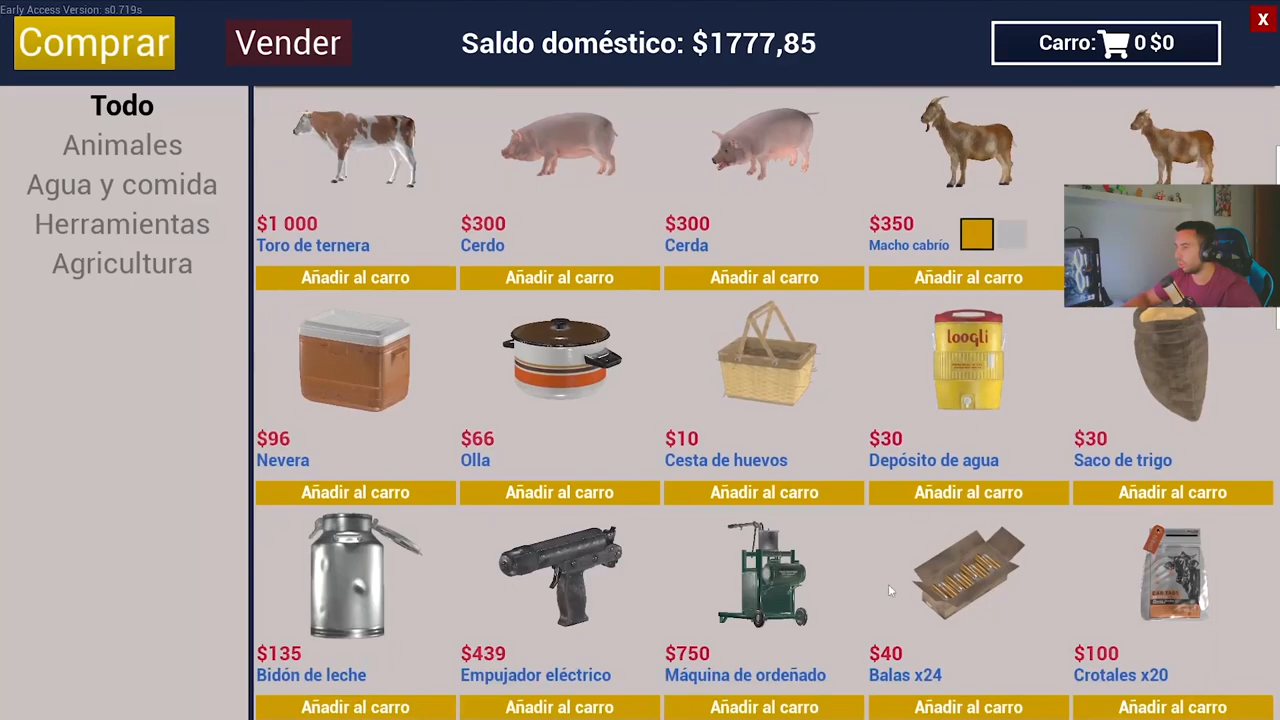 Early Access Version: s0.719s
Comprar
Vender
Saldo doméstico: $1777,85
Carro: 0 $0
X
Todo
Animales
Agua y comida
Herramientas
Agricultura
$1 000
Toro de ternera
Añadir al carro
$300
Cerdo
Añadir al carro
$300
Cerda
Añadir al carro
$350
Macho cabrío
Añadir al carro
$96
Nevera
Añadir al carro
$66
Olla
Añadir al carro
$10
Cesta de huevos
Añadir al carro
loogli
$30
Depósito de agua
Añadir al carro
$30
Saco de trigo
Añadir al carro
$135
Bidón de leche
Añadir al carro
$439
Empujador eléctrico
Añadir al carro
$750
Máquina de ordeñado
Añadir al carro
$40
Balas x24
Añadir al carro
EAR TAGS
$100
Crotales x20
Añadir al carro